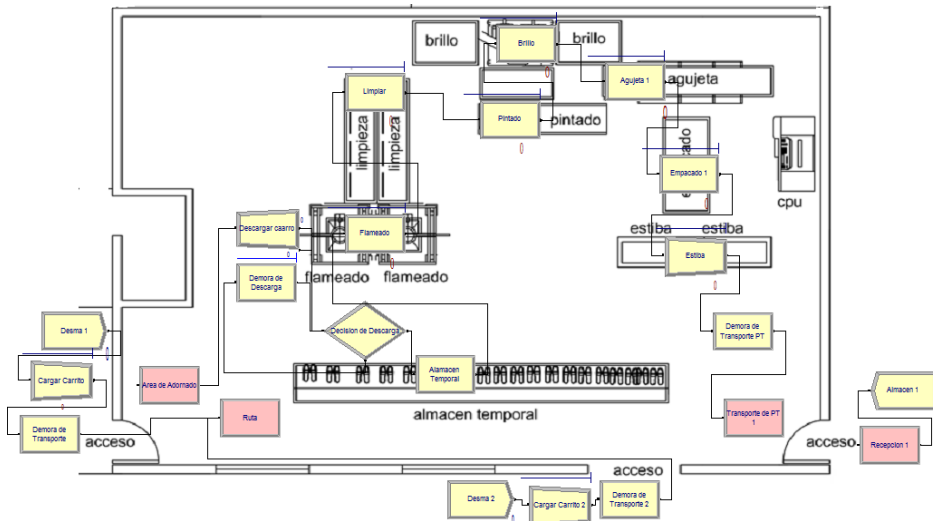 brillo
Brillo
brillo
Limpiar
Agujeta 1
agujeta
limpieza
limpieza
Pintado
pintado
Empacado 1
cado
cpu
Descargar caarro
Flameado
estiba
estiba
Estiba
flameado
flameado
Demora de
Descarga
Desma 1
Decision de Descarga
Demora de
Transporte PT
Cargar Carrito
Area de Adornado
Alamacen
Temporal
Almacen 1
almacen temporal
Ruta
Transporte de PT
1
Demora de
Transporte
acceso
acceso
Recepcion 1
acceso
Desma 2
Cargar Carrito 2
Demora de
Transporte 2